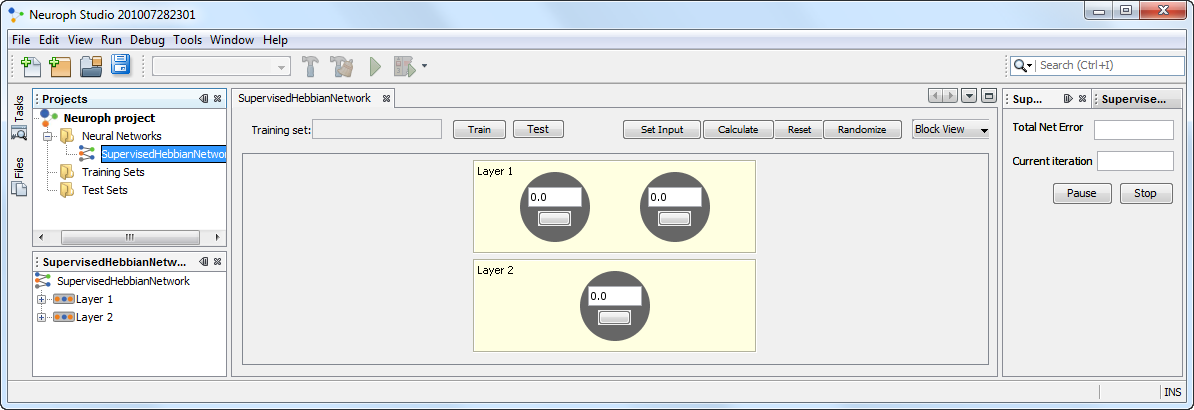 Neuroph Studio 201007282301
File Edit View Run Debug Tools Window Help
Search (Ctrl+I)
Tasks
Files
Projects
Neuroph project
Neural Networks
SupervisedHebbianNetwor
Training Sets
Test Sets
SupervisedHebbianNetw...
SupervisedHebbianNetwork
Layer 1
Layer 2
SupervisedHebbianNetwork
Training set: Train Test Set Input Calculate Reset Randomize Block View
Layer 1
0.0 0.0
Layer 2
0.0
Sup... Supervise...
Total Net Error
Current iteration
Pause Stop
INS